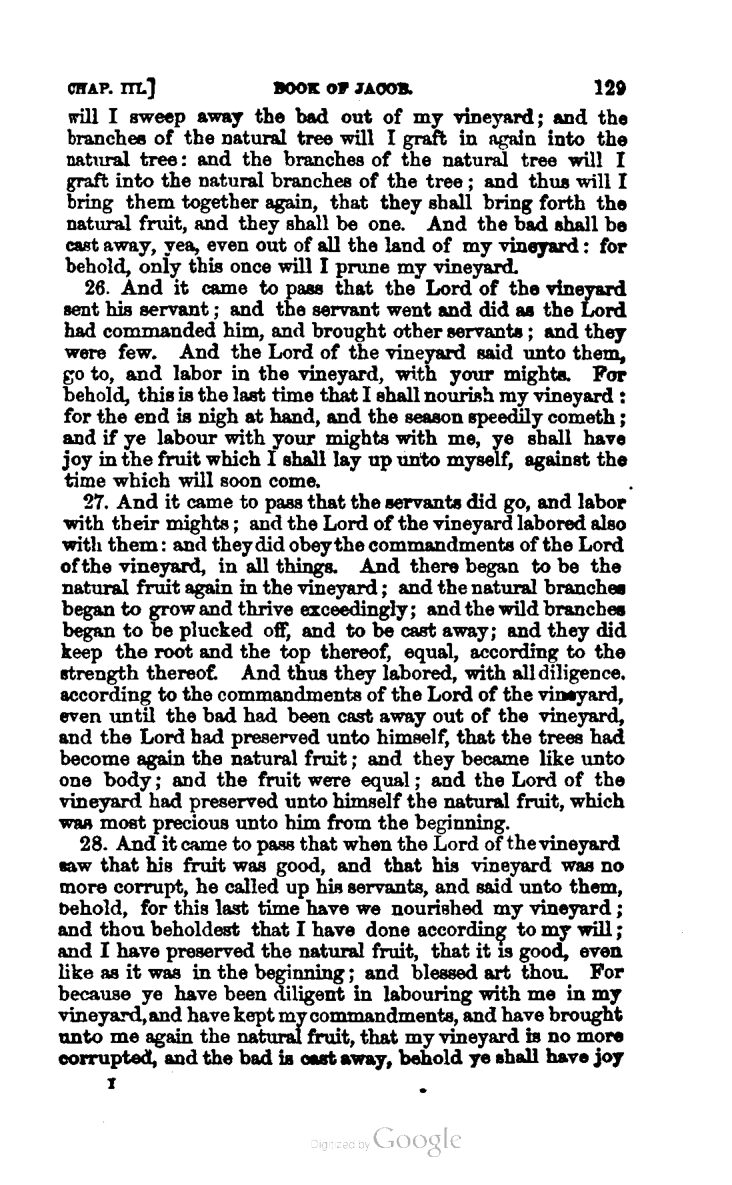 CHAP. III.] BOOK OF JACOB. 129
will I sweep away the bad out of my vineyard; and the
branches of the natural tree will I graft in again into the
natural tree: and the branches of the natural tree will I
graft into the natural branches of the tree; and thus will I
bring them together again, that they shall bring forth the
natural fruit, and they shall be one. And the bad shall be
cast away, yea, even out of all the land of my vineyard: for
behold, only this once will I prune my vineyard.
26. And it came to pass that the Lord of the vineyard
sent his servant; and the servant went and did as the Lord
had commanded him, and brought other servants; and they
were few. And the Lord of the vineyard said unto them,
go to, and labor in the vineyard, with your mights. For
behold, this is the last time that I shall nourish my vineyard:
for the end is nigh at hand, and the season speedily cometh;
and if ye labour with your mights with me, ye shall have
joy in the fruit which I shall lay up unto myself, against the
time which will soon come.
27. And it came to pass that the servants did go, and labor
with their mights; and the Lord of the vineyard labored also
with them: and they did obey the commandments of the Lord
of the vineyard, in all things. And there began to be the
natural fruit again in the vineyard; and the natural branches
began to grow and thrive exceedingly; and the wild branches
began to be plucked off, and to be cast away; and they did
keep the root and the top thereof, equal, according to the
strength thereof. And thus they labored, with all diligence.
according to the commandments of the Lord of the vineyard,
even until the bad had been cast away out of the vineyard,
and the Lord had preserved unto himself, that the trees had
become again the natural fruit; and they became like unto
one body; and the fruit were equal; and the Lord of the
vineyard had preserved unto himself the natural fruit, which
was most precious unto him from the beginning.
28. And it came to pass that when the Lord of the vineyard
saw that his fruit was good, and that his vineyard was no
more corrupt, he called up his servants, and said unto them,
behold, for this last time have we nourished my vineyard;
and thou beholdest that I have done according to my will;
and I have preserved the natural fruit, that it is good, even
like as it was in the beginning; and blessed art thou. For
because ye have been diligent in labouring with me in my
vineyard, and have kept my commandments, and have brought
unto me again the natural fruit, that my vineyard is no more
corrupted, and the bad is cast away, behold ye shall have joy
I
Digitized by Google